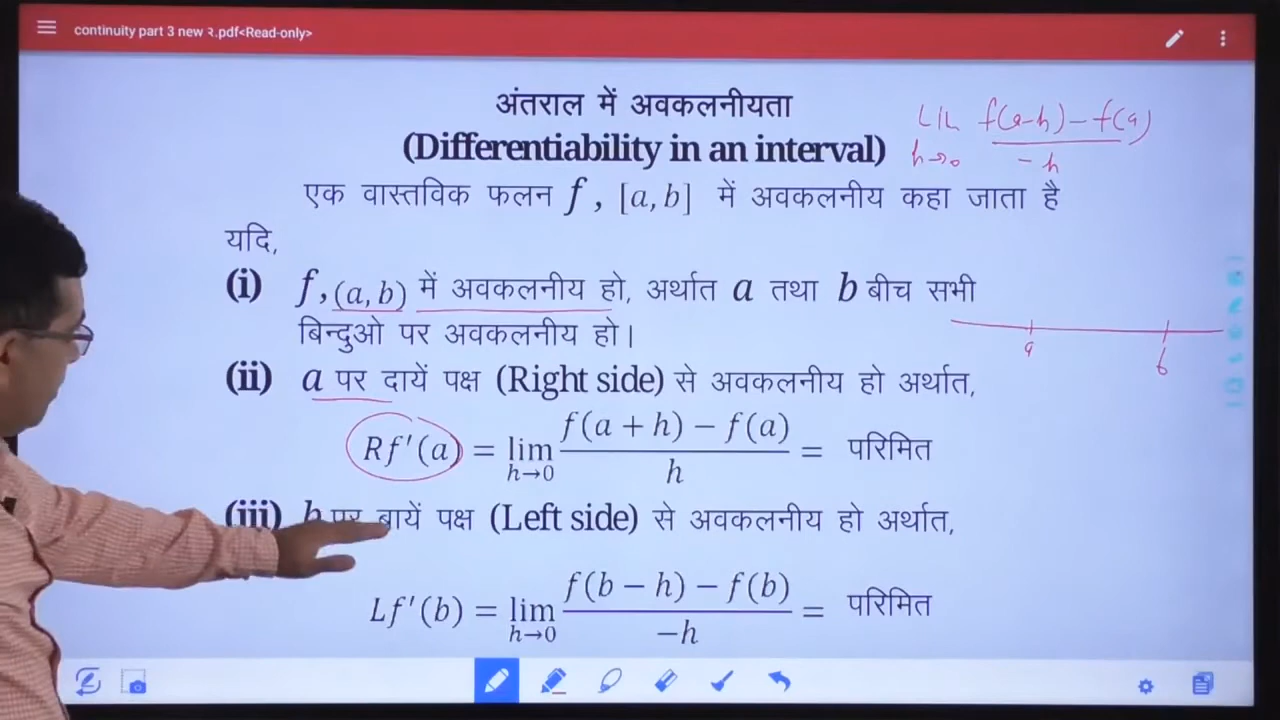 continuity part 3 new २.pdf<Read-only>
अंतराल में अवकलनीयता
(Differentiability in an interval)
lim f(a-h) - f(a) / -h
h→0
एक वास्तविक फलन f , [a, b] में अवकलनीय कहा जाता है
यदि,
(i) f , (a, b) में अवकलनीय हो, अर्थात a तथा b बीच सभी
बिन्दुओ पर अवकलनीय हो।
a b
(ii) a पर दायें पक्ष (Right side) से अवकलनीय हो अर्थात,
Rf′(a) = lim h→0 f(a + h) − f(a) / h = परिमित
(iii) b पर बायें पक्ष (Left side) से अवकलनीय हो अर्थात,
Lf′(b) = lim h→0 f(b − h) − f(b) / −h = परिमित